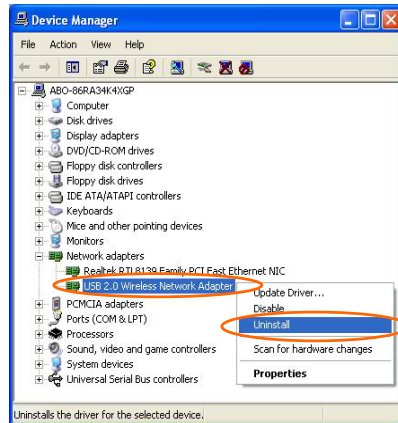 Device Manager
File Action View Help
ABO-86RA34K4XGP
Computer
Disk drives
Display adapters
DVD/CD-ROM drives
Floppy disk controllers
Floppy disk drives
IDE ATA/ATAPI controllers
Keyboards
Mice and other pointing devices
Monitors
Network adapters
Realtek RTL8139 Family PCI Fast Ethernet NIC
USB 2.0 Wireless Network Adapter
PCMCIA adapters
Ports (COM & LPT)
Processors
Sound, video and game controllers
System devices
Universal Serial Bus controllers
Update Driver...
Disable
Uninstall
Scan for hardware changes
Properties
Uninstalls the driver for the selected device.